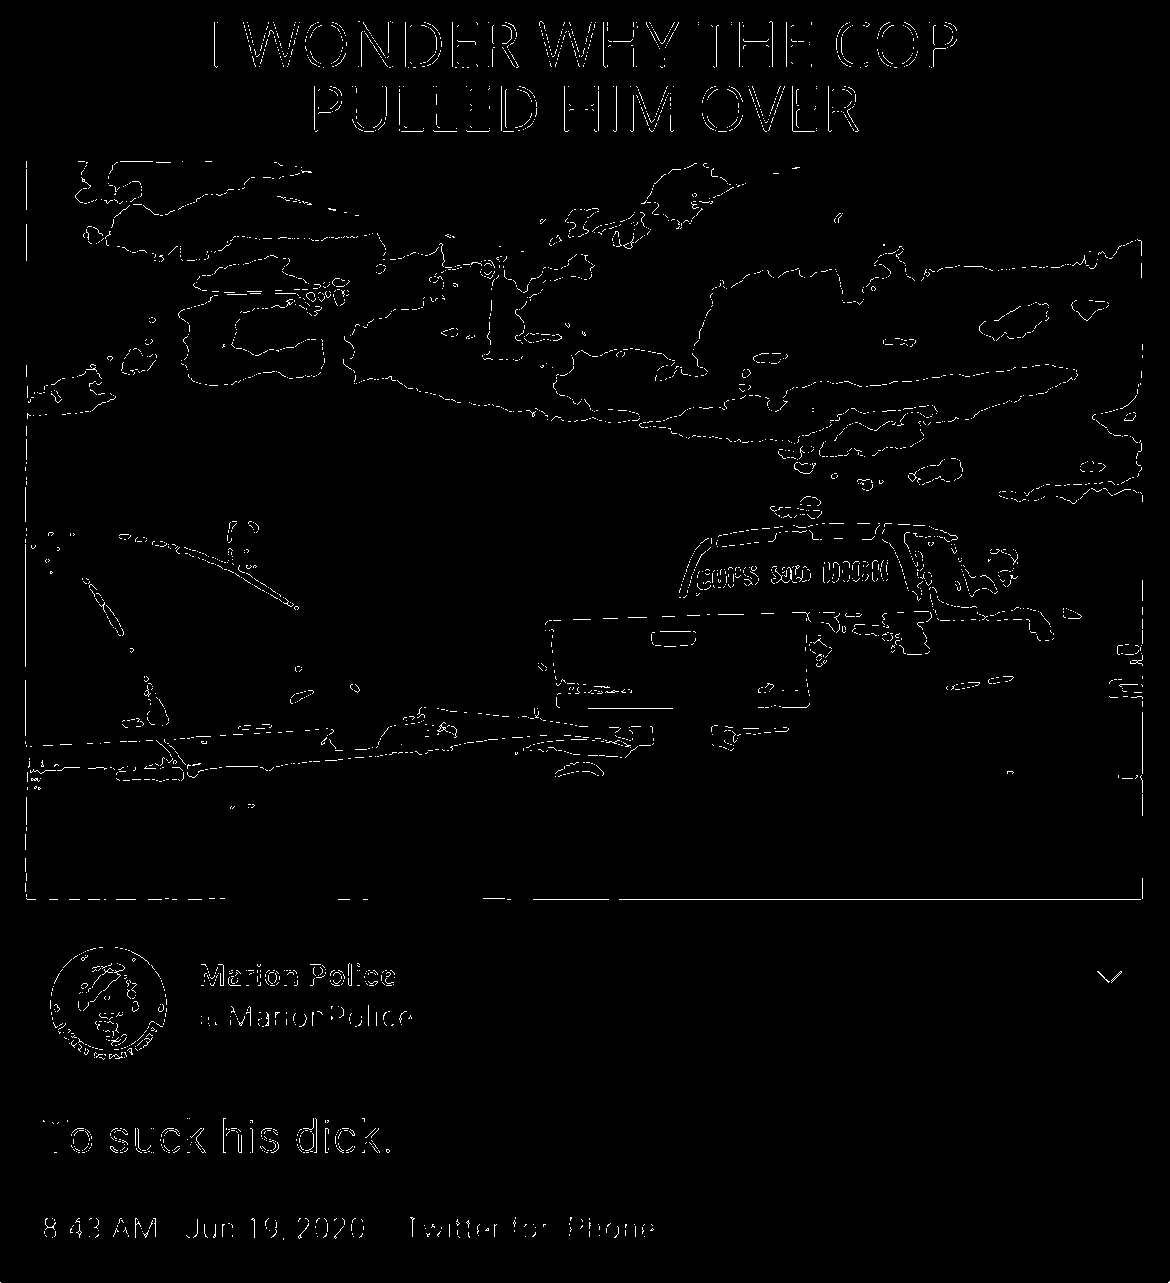 I WONDER WHY THE COP
PULLED HIM OVER
COPS SUCK
Marion Police
MarionPolice
To suck his dick.
8:43 AM Jun 19, 2020 Twitter for iPhone